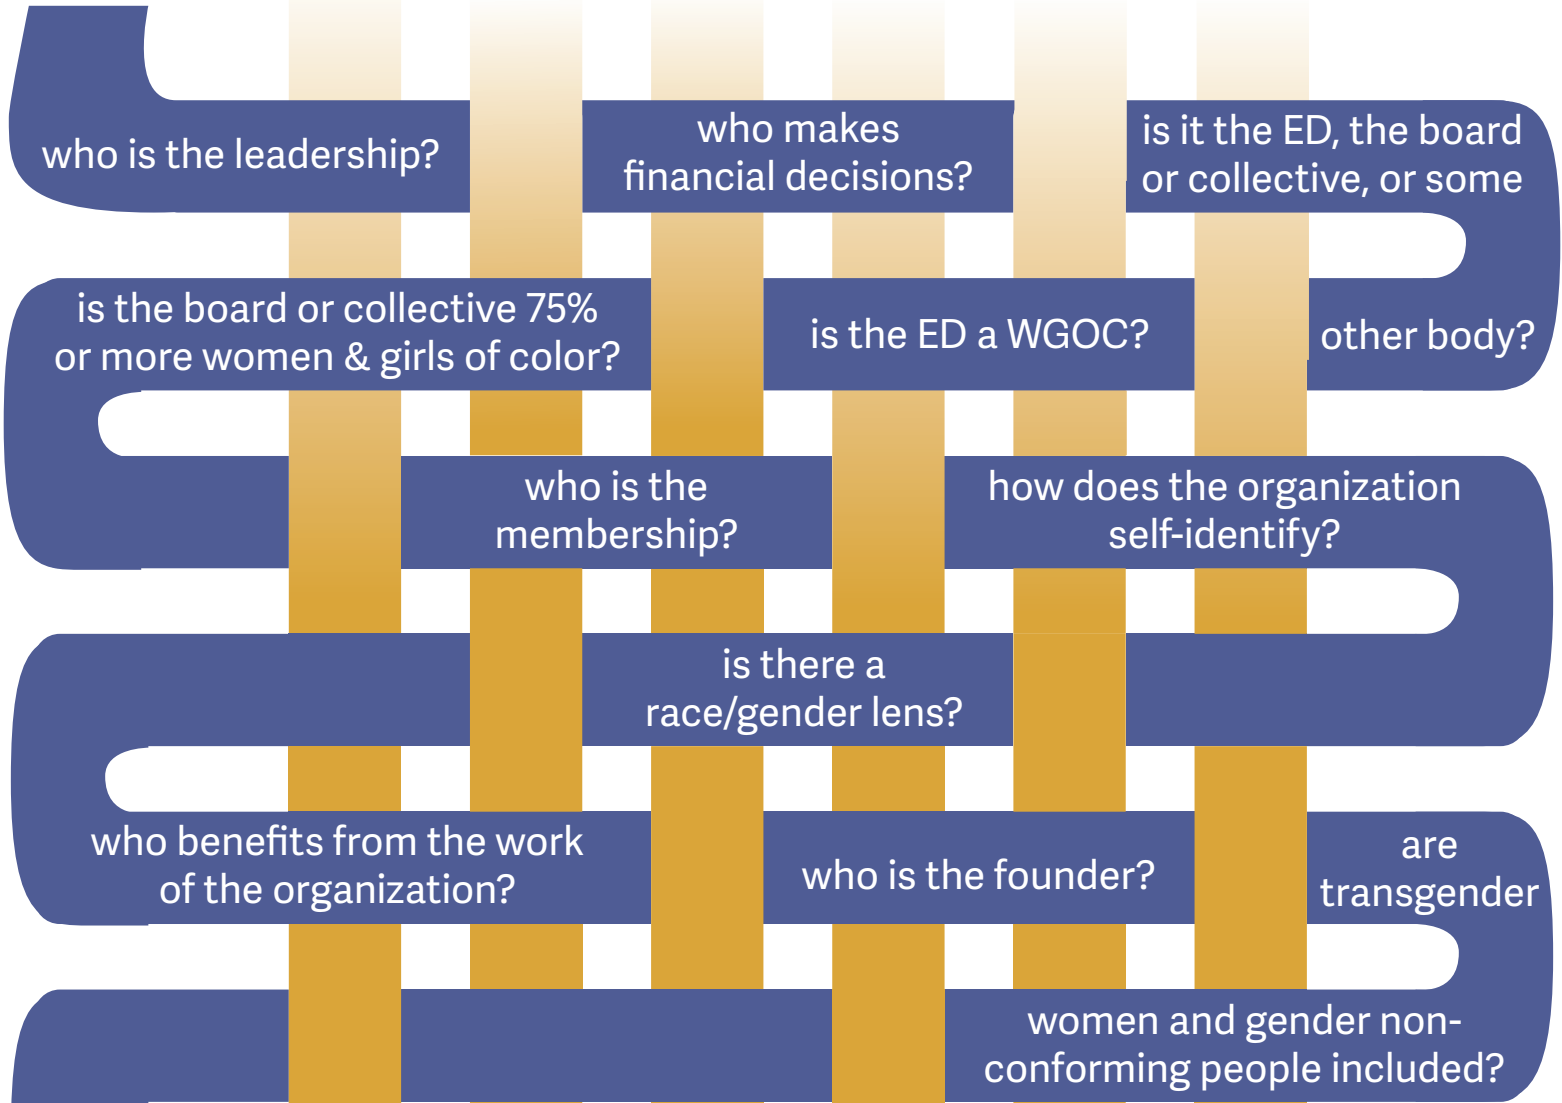 who is the leadership?
who makes
financial decisions?
is it the ED, the board
or collective, or some
other body?
is the ED a WGOC?
is the board or collective 75%
or more women & girls of color?
who is the
membership?
how does the organization
self-identify?
is there a
race/gender lens?
who benefits from the work
of the organization?
who is the founder?
are
transgender
women and gender non-
conforming people included?